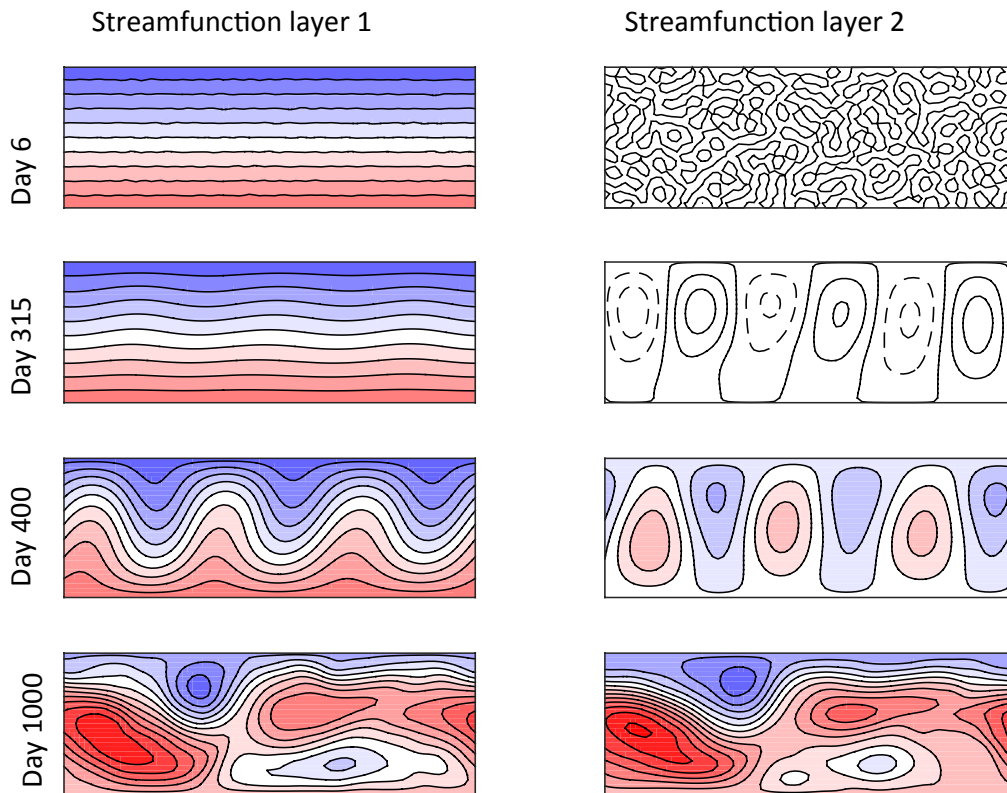 Streamfunction layer 1
Streamfunction layer 2
Day 6
Day 315
Day 400
Day 1000